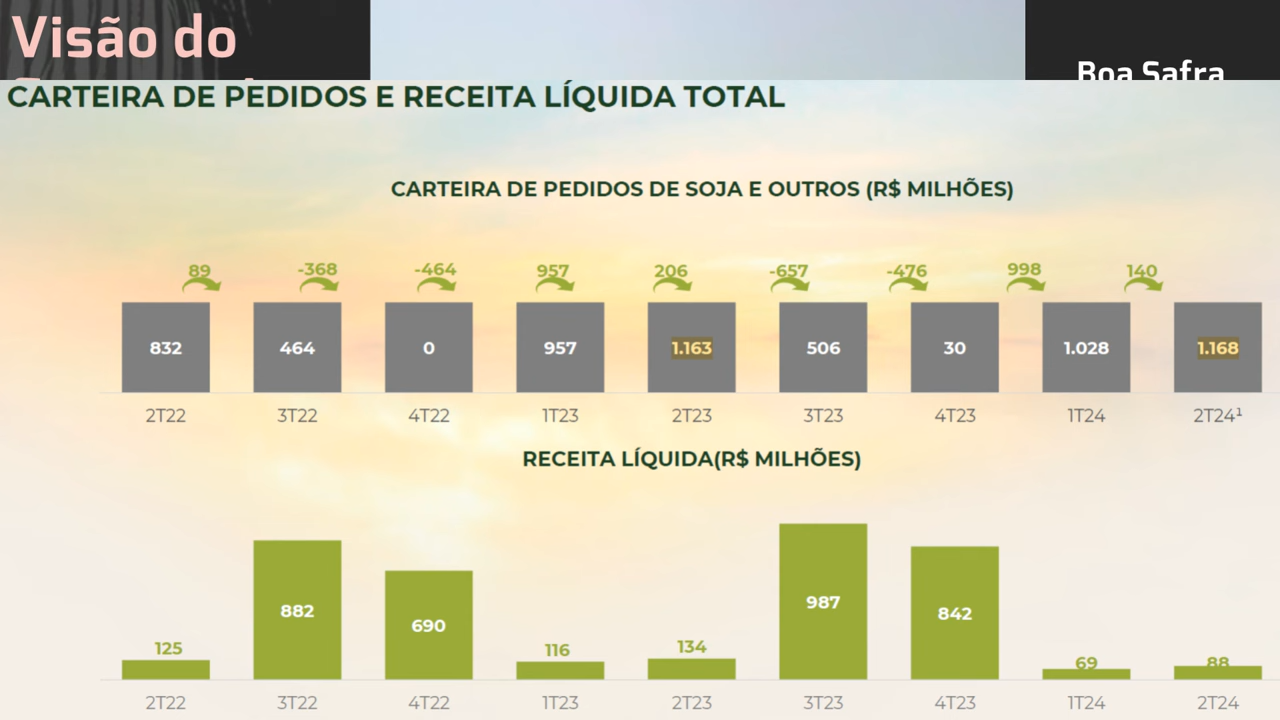 Visão do
Boa Safra
CARTEIRA DE PEDIDOS E RECEITA LÍQUIDA TOTAL
CARTEIRA DE PEDIDOS DE SOJA E OUTROS (R$ MILHÕES)
89 -368 -464 957 206 -657 -476 998 140
832 464 0 957 1.163 506 30 1.028 1.168
2T22 3T22 4T22 1T23 2T23 3T23 4T23 1T24 2T24¹
RECEITA LÍQUIDA(R$ MILHÕES)
125 882 690 116 134 987 842 69 88
2T22 3T22 4T22 1T23 2T23 3T23 4T23 1T24 2T24